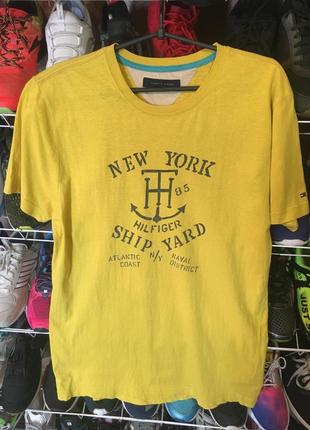 NEW YORK
TH
85
HILFIGER
SHIP YARD
ATLANTIC N/Y NAVAL
COAST DISTRICT